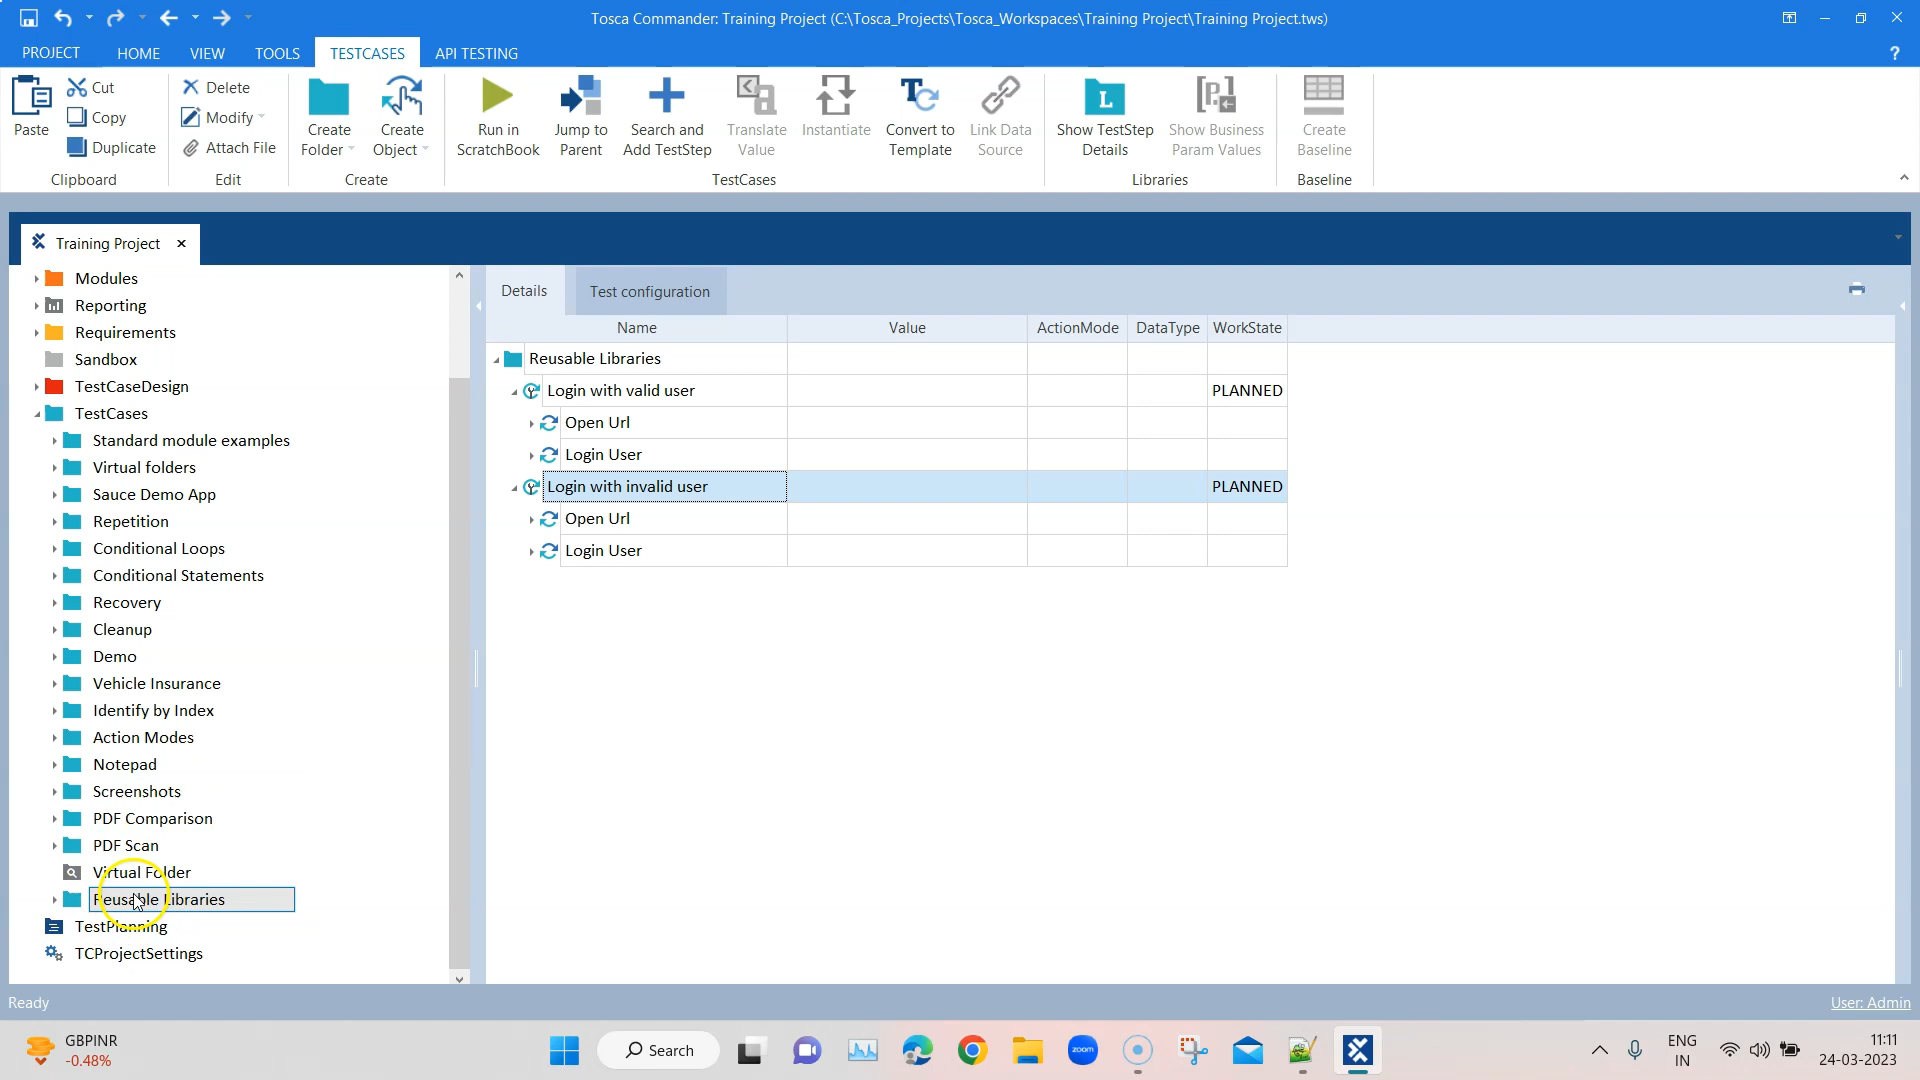 Tosca Commander: Training Project (C:\Tosca_Projects\Tosca_Workspaces\Training Project\Training Project.tws)
PROJECT HOME VIEW TOOLS TESTCASES API TESTING
Paste
Cut
Copy
Duplicate
Clipboard
Delete
Modify
Attach File
Edit
Create Folder
Create Object
Create
Run in ScratchBook
Jump to Parent
Search and Add TestStep
Translate Value
Instantiate
Convert to Template
Link Data Source
TestCases
Show TestStep Details
Show Business Param Values
Libraries
Create Baseline
Baseline
Training Project
Modules
Reporting
Requirements
Sandbox
TestCaseDesign
TestCases
Standard module examples
Virtual folders
Sauce Demo App
Repetition
Conditional Loops
Conditional Statements
Recovery
Cleanup
Demo
Vehicle Insurance
Identify by Index
Action Modes
Notepad
Screenshots
PDF Comparison
PDF Scan
Virtual Folder
Reusable Libraries
TestPlanning
TCProjectSettings
Details Test configuration
Name Value ActionMode DataType WorkState
Reusable Libraries
Login with valid user PLANNED
Open Url
Login User
Login with invalid user PLANNED
Open Url
Login User
Ready
User: Admin
GBPINR
-0.48%
Search
zoom
ENG
IN
11:11
24-03-2023